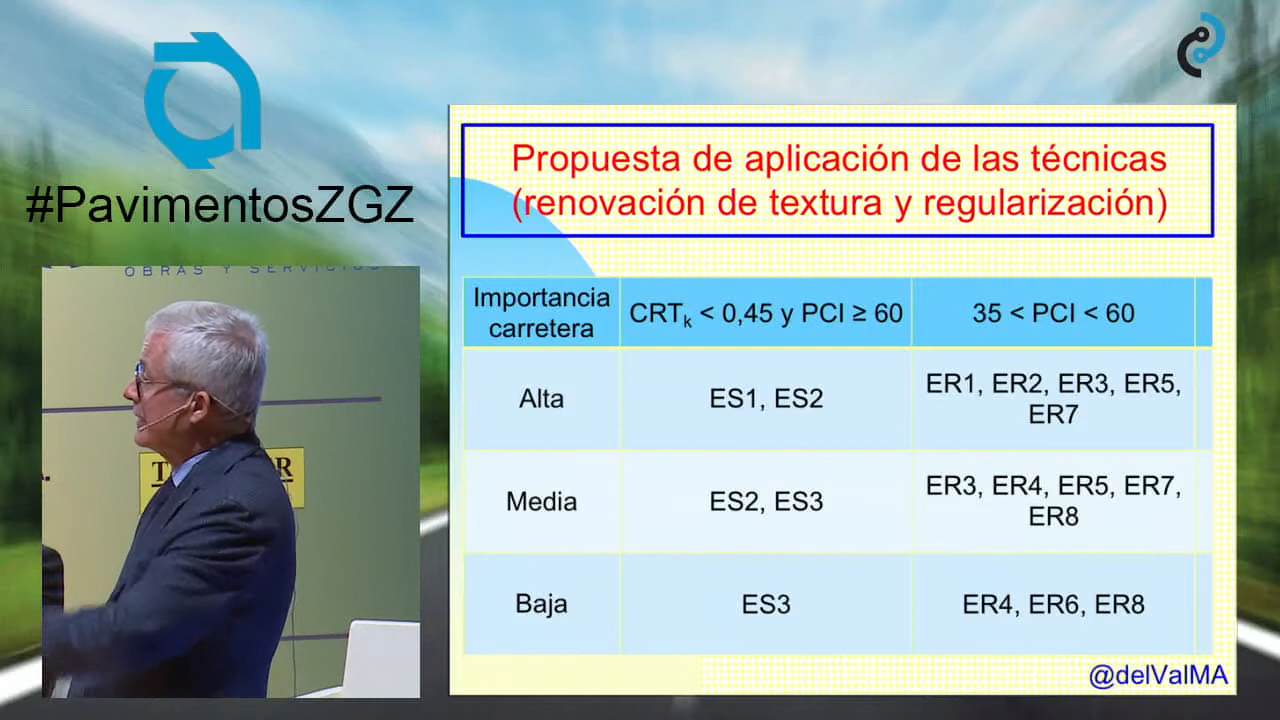 #PavimentosZGZ
OBRAS Y SERVICIOS
Propuesta de aplicación de las técnicas
(renovación de textura y regularización)
Importancia carretera
CRTk < 0,45 y PCI ≥ 60
35 < PCI < 60
Alta
ES1, ES2
ER1, ER2, ER3, ER5,
ER7
Media
ES2, ES3
ER3, ER4, ER5, ER7,
ER8
Baja
ES3
ER4, ER6, ER8
@delValMA